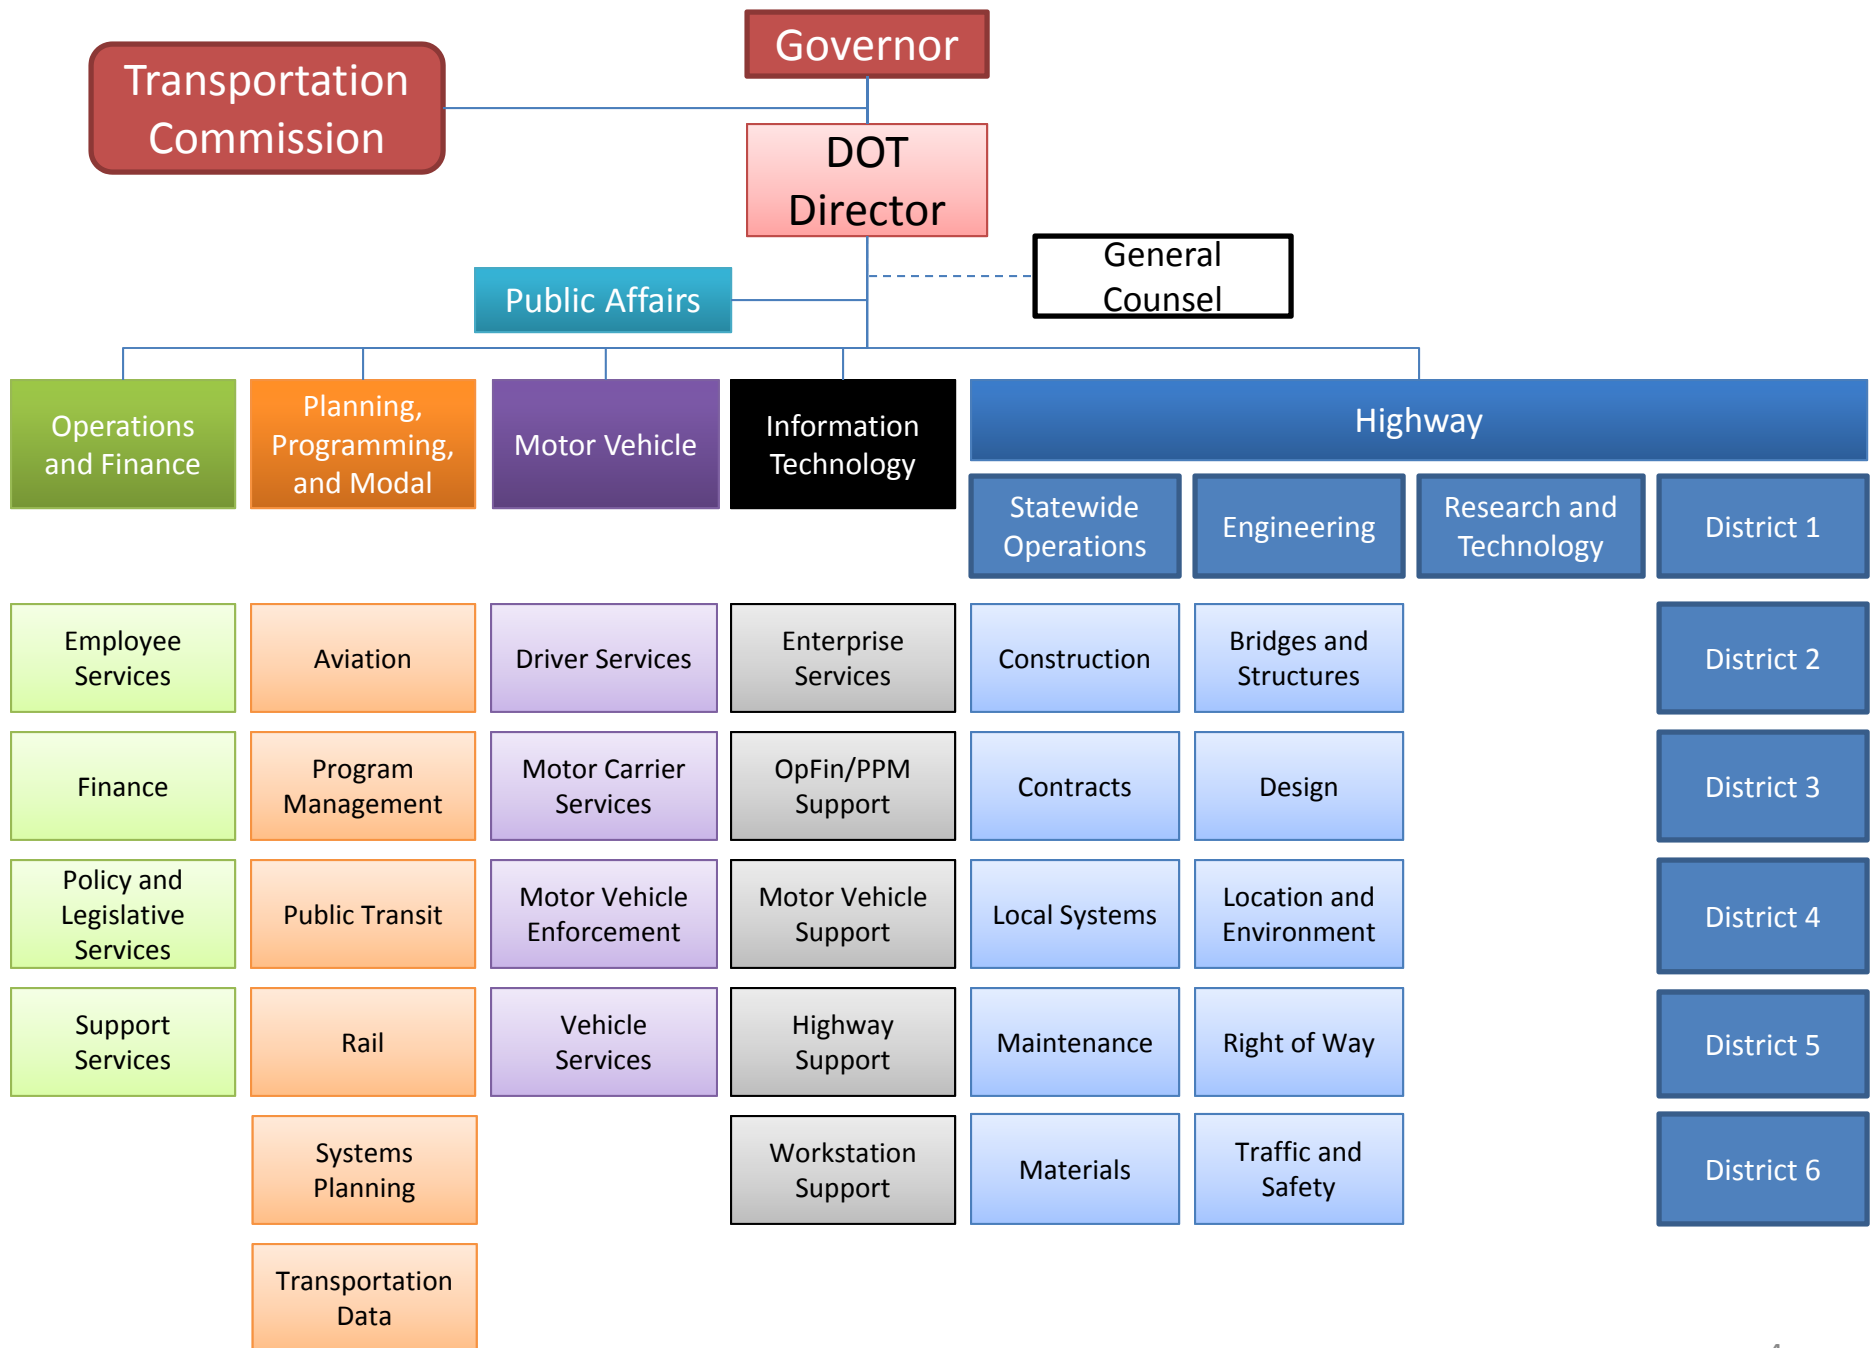 Governor
Transportation
Commission
DOT
Director
General
Counsel
Public Affairs
Operations
and Finance
Planning,
Programming,
and Modal
Motor Vehicle
Information
Technology
Highway
Statewide
Operations
Engineering
Research and
Technology
District 1
Employee
Services
Aviation
Driver Services
Enterprise
Services
Construction
Bridges and
Structures
District 2
Finance
Program
Management
Motor Carrier
Services
OpFin/PPM
Support
Contracts
Design
District 3
Policy and
Legislative
Services
Public Transit
Motor Vehicle
Enforcement
Motor Vehicle
Support
Local Systems
Location and
Environment
District 4
Support
Services
Rail
Vehicle
Services
Highway
Support
Maintenance
Right of Way
District 5
Systems
Planning
Workstation
Support
Materials
Traffic and
Safety
District 6
Transportation
Data